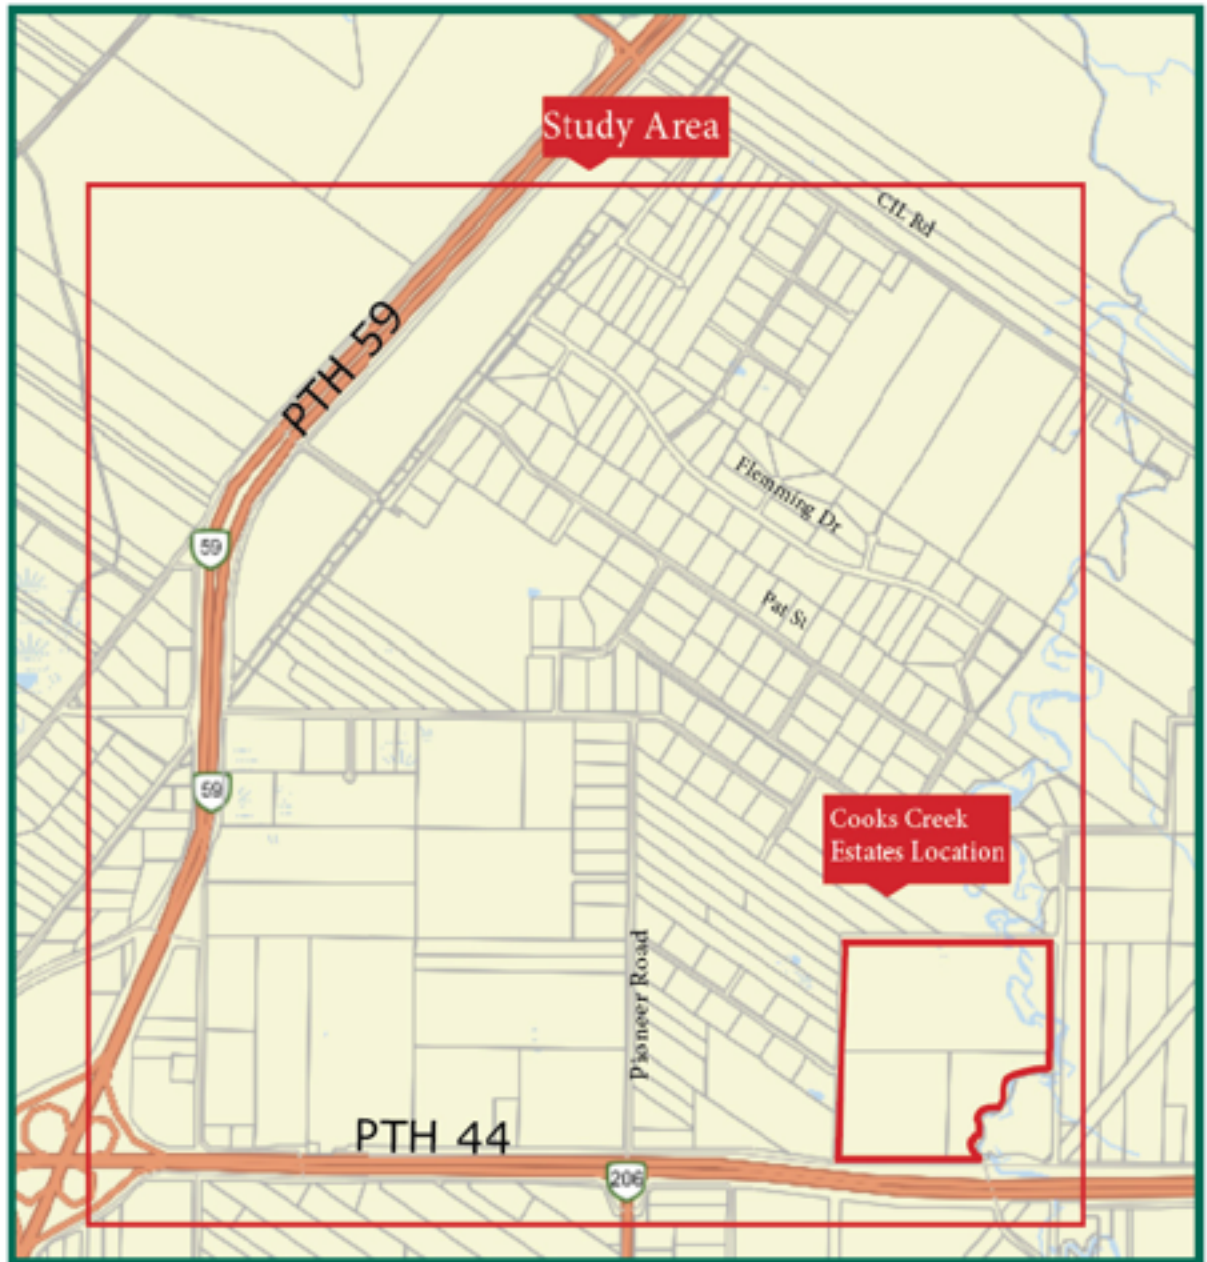 Study Area
CIL Rd
PTH 59
Flemming Dr
59
Pat St
59
Cooks Creek
Estates Location
Pioneer Road
PTH 44
206